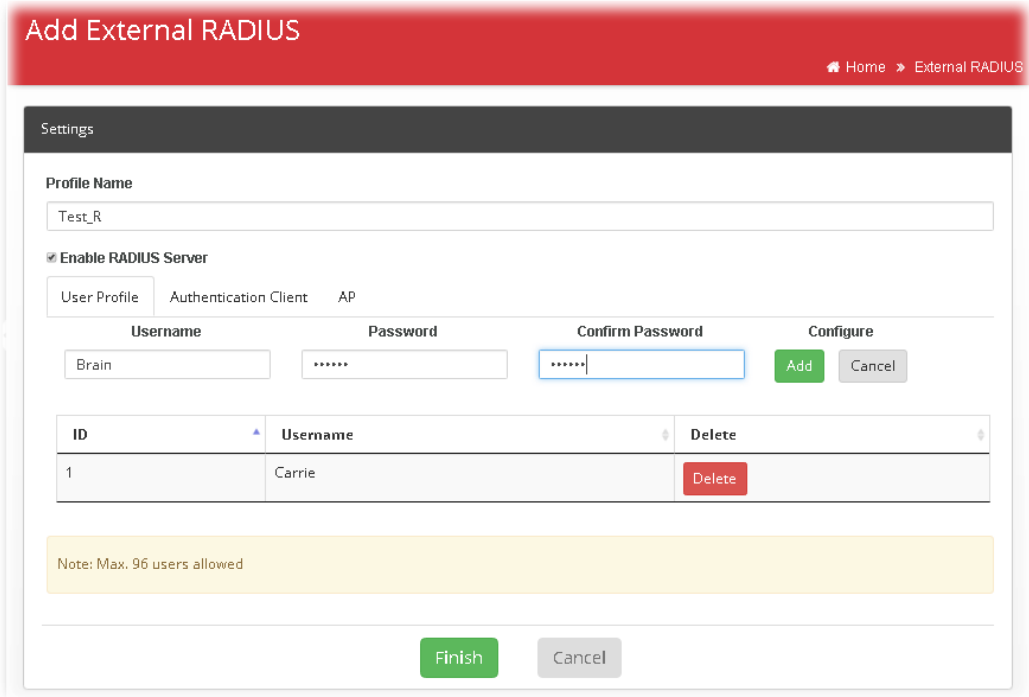 Add External RADIUS
Home » External RADIUS
Settings
Profile Name
Test_R
Enable RADIUS Server
User Profile Authentication Client AP
Username Password Confirm Password Configure
Brain •••••• •••••• Add Cancel
ID Username Delete
1 Carrie Delete
Note: Max. 96 users allowed
Finish Cancel